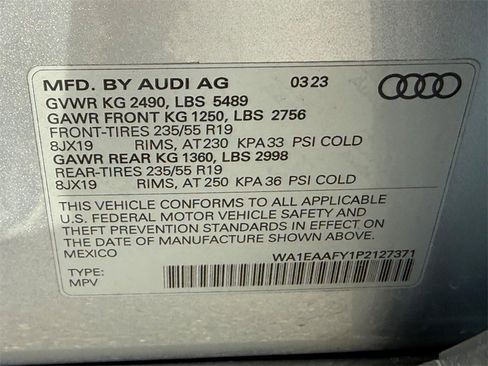 MFD. BY AUDI AG 03 23
GVWR KG 2490, LBS 5489
GAWR FRONT KG 1250, LBS 2756
FRONT-TIRES 235/55 R19
8JX19 RIMS, AT 230 KPA 33 PSI COLD
GAWR REAR KG 1360, LBS 2998
REAR-TIRES 235/55 R19
8JX19 RIMS, AT 250 KPA 36 PSI COLD
THIS VEHICLE CONFORMS TO ALL APPLICABLE
U.S. FEDERAL MOTOR VEHICLE SAFETY AND
THEFT PREVENTION STANDARDS IN EFFECT ON
THE DATE OF MANUFACTURE SHOWN ABOVE.
MEXICO WA1EAAFY1P2127371
TYPE:
MPV